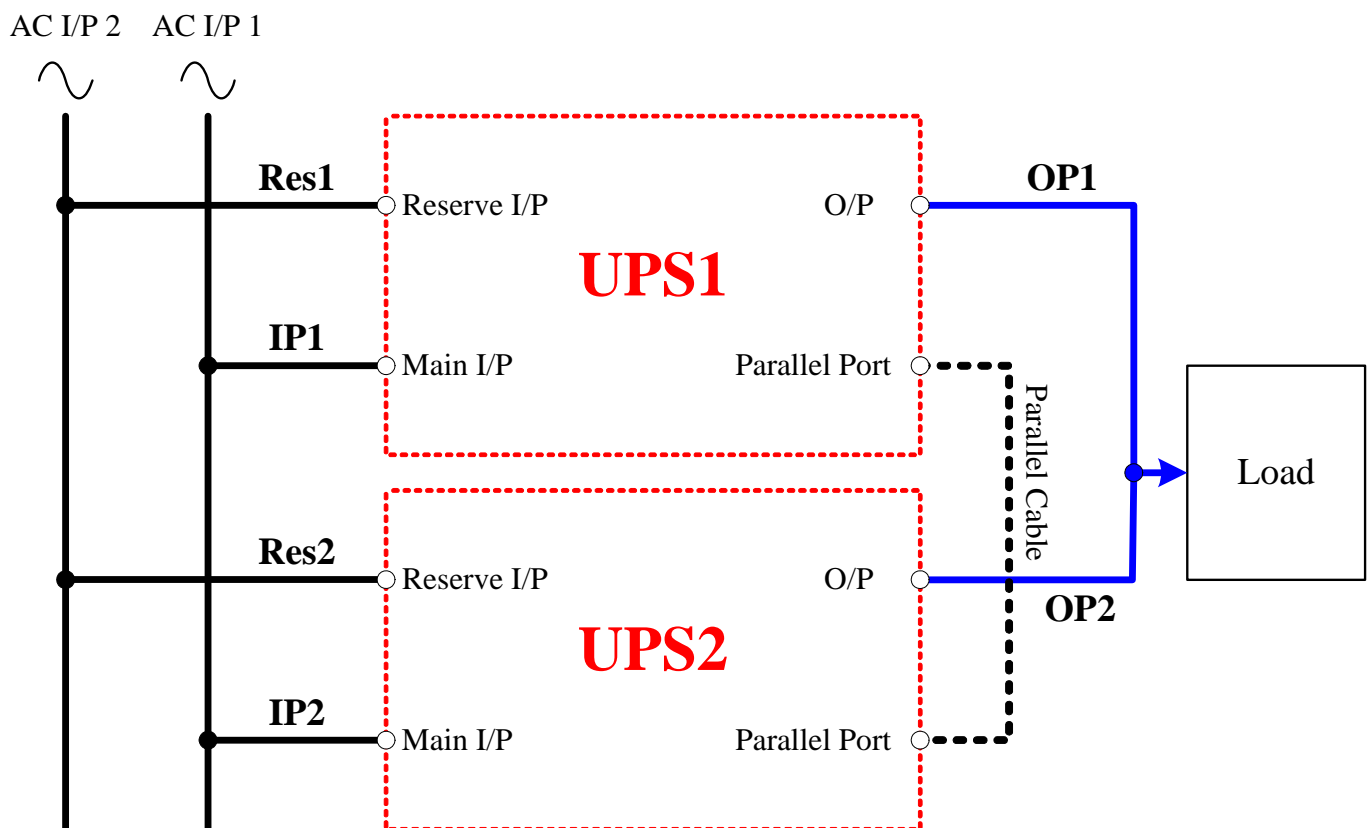 AC I/P 2
AC I/P 1
Res1
OP1
Reserve I/P
O/P
UPS1
IP1
Main I/P
Parallel Port
Parallel Cable
Load
Res2
Reserve I/P
O/P
OP2
UPS2
IP2
Main I/P
Parallel Port